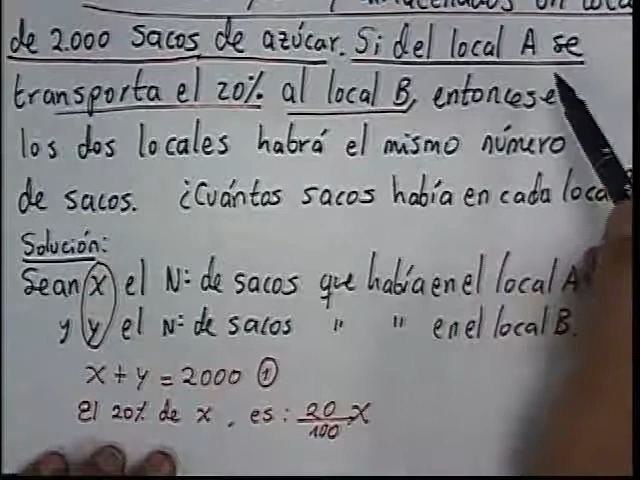 de 2.000 sacos de azúcar. Si del local A se
transporta el 20% al local B, entonces e
los dos locales habrá el mismo número
de sacos. ¿Cuántos sacos había en cada loca
Solución:
Sean x el Nº de sacos que había en el local A
y y el Nº de sacos " " en el local B.
x + y = 2000 ①
El 20% de x, es: 20/100 x